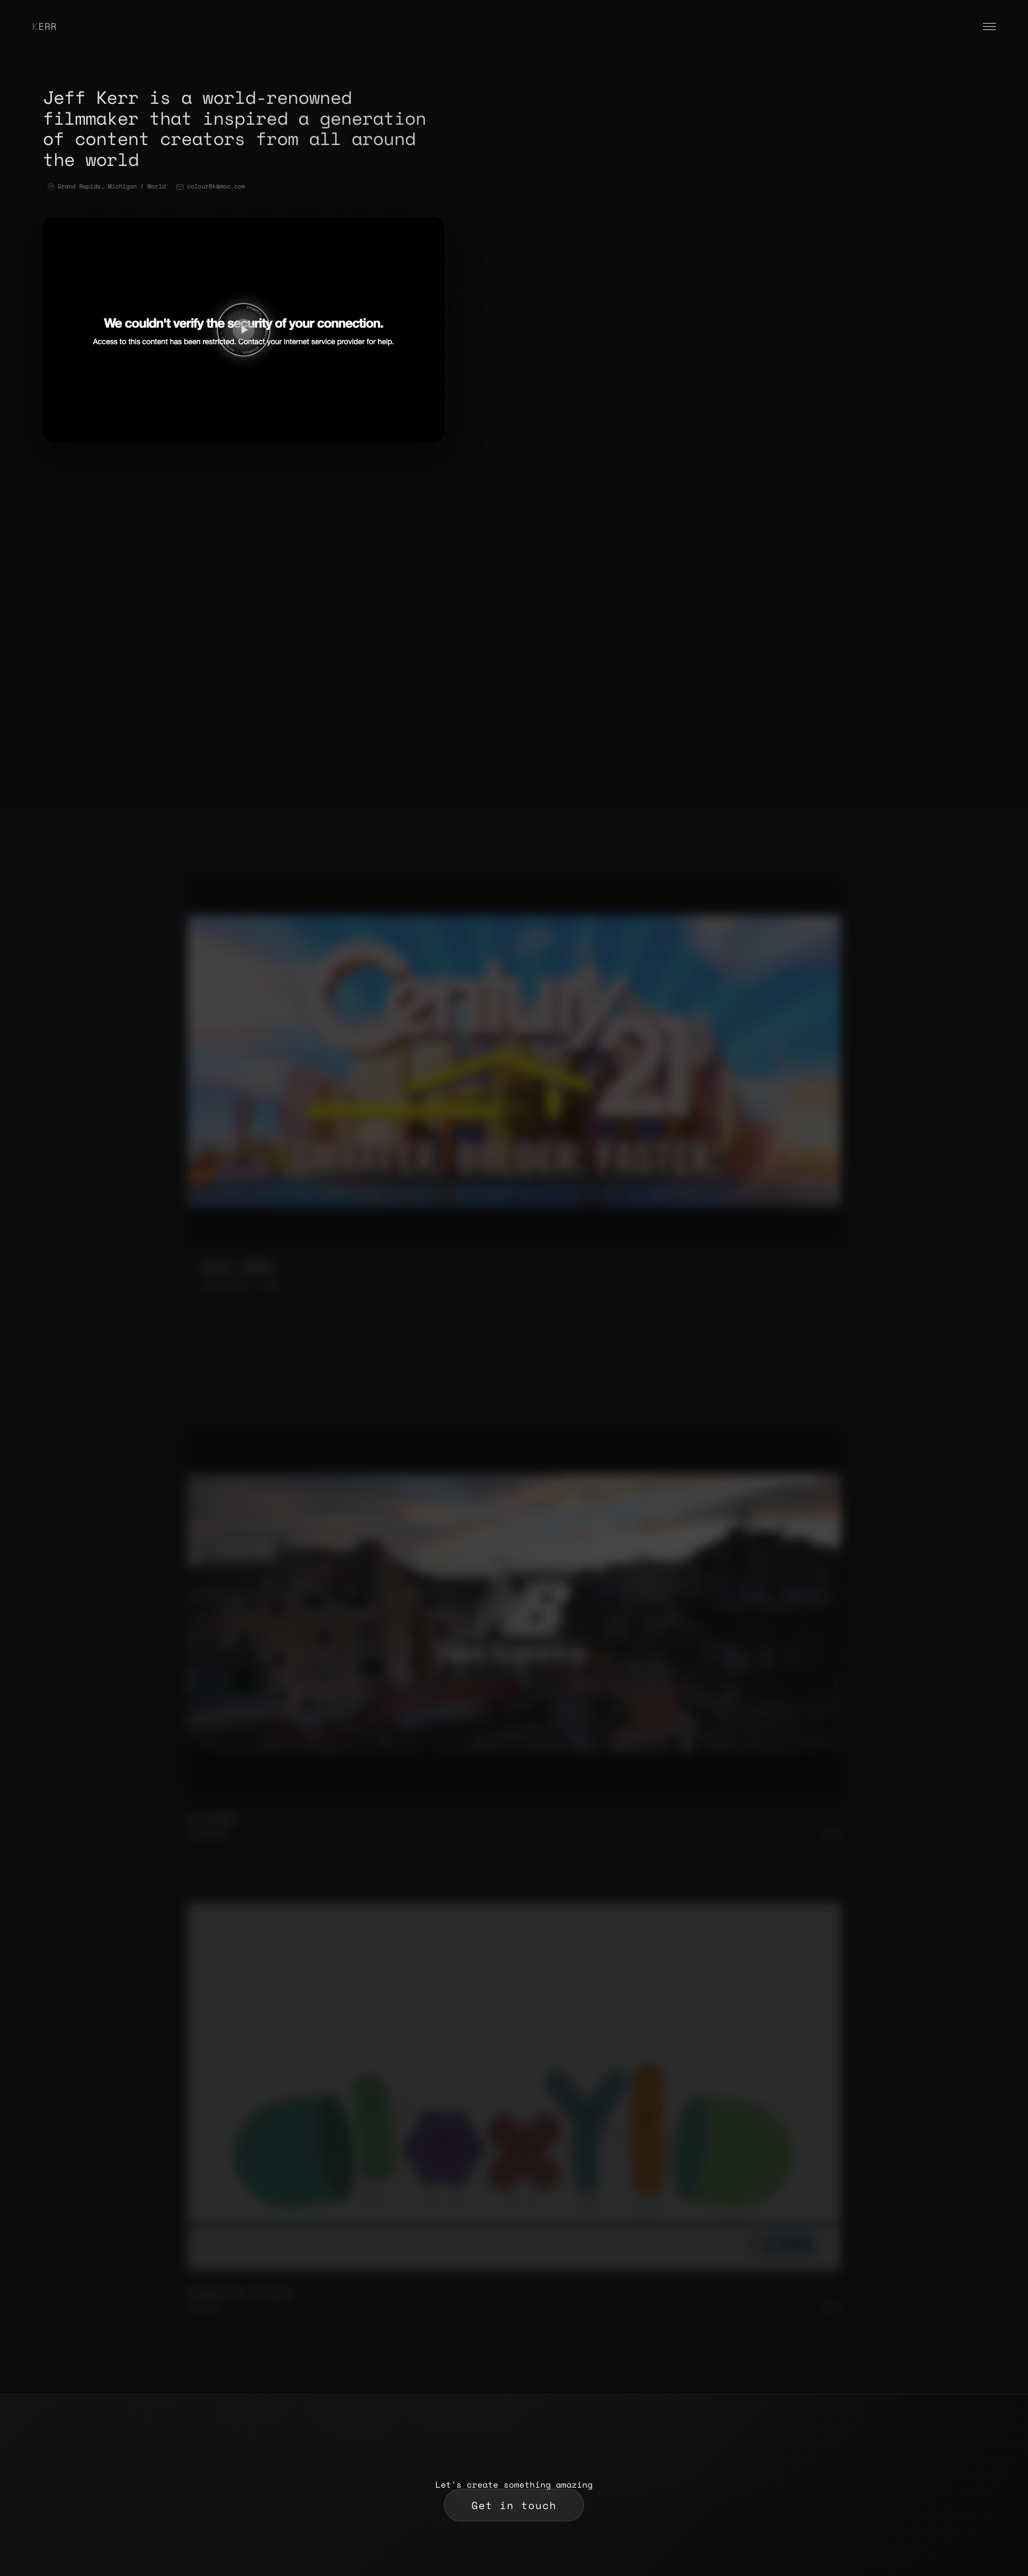 KERR
Jeff Kerr is a world-renowned
filmmaker that inspired a generation
of content creators from all around
the world
Grand Rapids, Michigan / World
colour8k@mac.com
We couldn't verify the security of your connection.
Access to this content has been restricted. Contact your internet service provider for help.
Century 21
SMARTER. BOLDER. FASTER.
Let's create something amazing
Get in touch